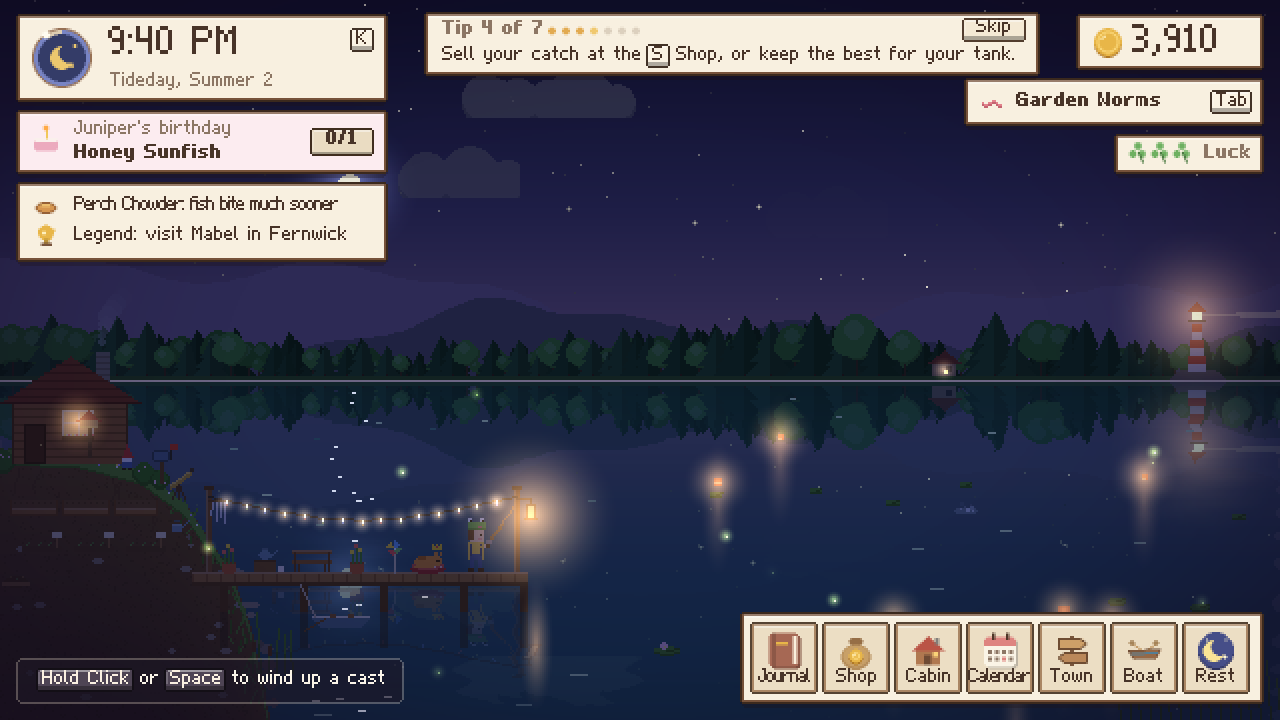 9:40 PM
K
Tideday, Summer 2
Juniper's birthday
Honey Sunfish
0/1
Perch Chowder: fish bite much sooner
Legend: visit Mabel in Fernwick
Tip 4 of 7
Skip
Sell your catch at the S Shop, or keep the best for your tank.
3,910
Garden Worms
Tab
Luck
Hold Click or Space to wind up a cast
Journal
Shop
Cabin
Calendar
Town
Boat
Rest